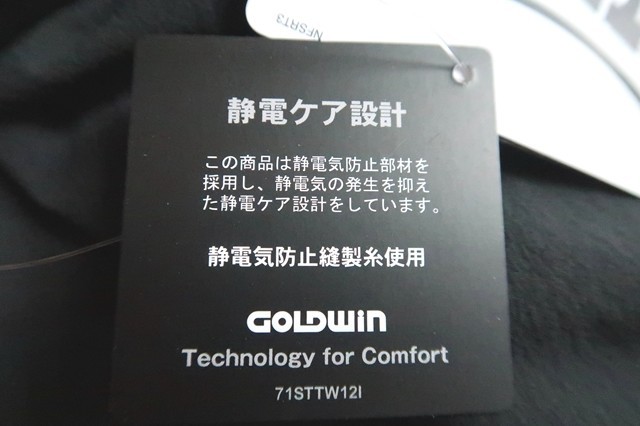 NFSRT3
静電ケア設計
この商品は静電気防止部材を
採用し、静電気の発生を抑え
た静電ケア設計をしています。
静電気防止縫製糸使用
GOLDWIN
Technology for Comfort
71STTW12I